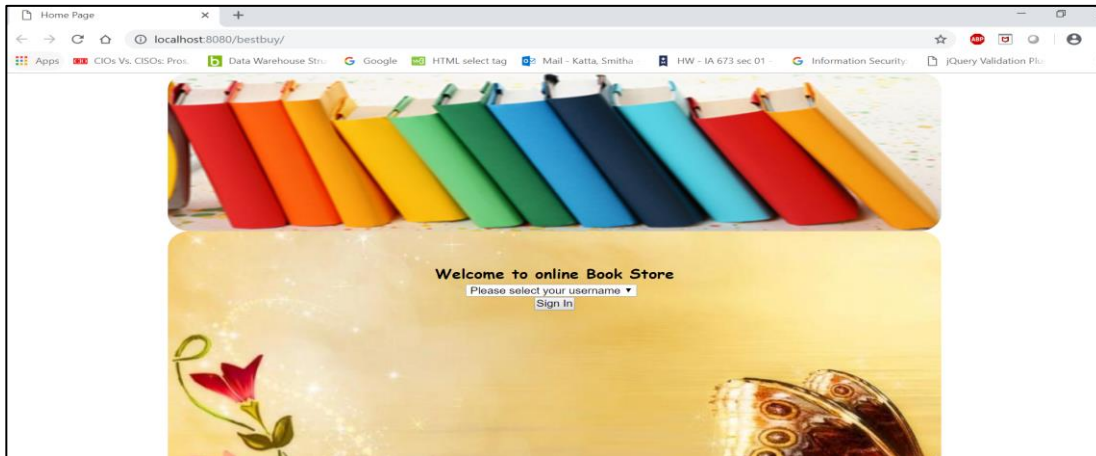 Home Page
localhost:8080/bestbuy/
ABP
Apps CIOs Vs. CISOs: Pros. Data Warehouse Stru Google HTML select tag Mail - Katta, Smitha HW - IA 673 sec 01 - Information Security jQuery Validation Plu
Welcome to online Book Store
Please select your username
Sign In